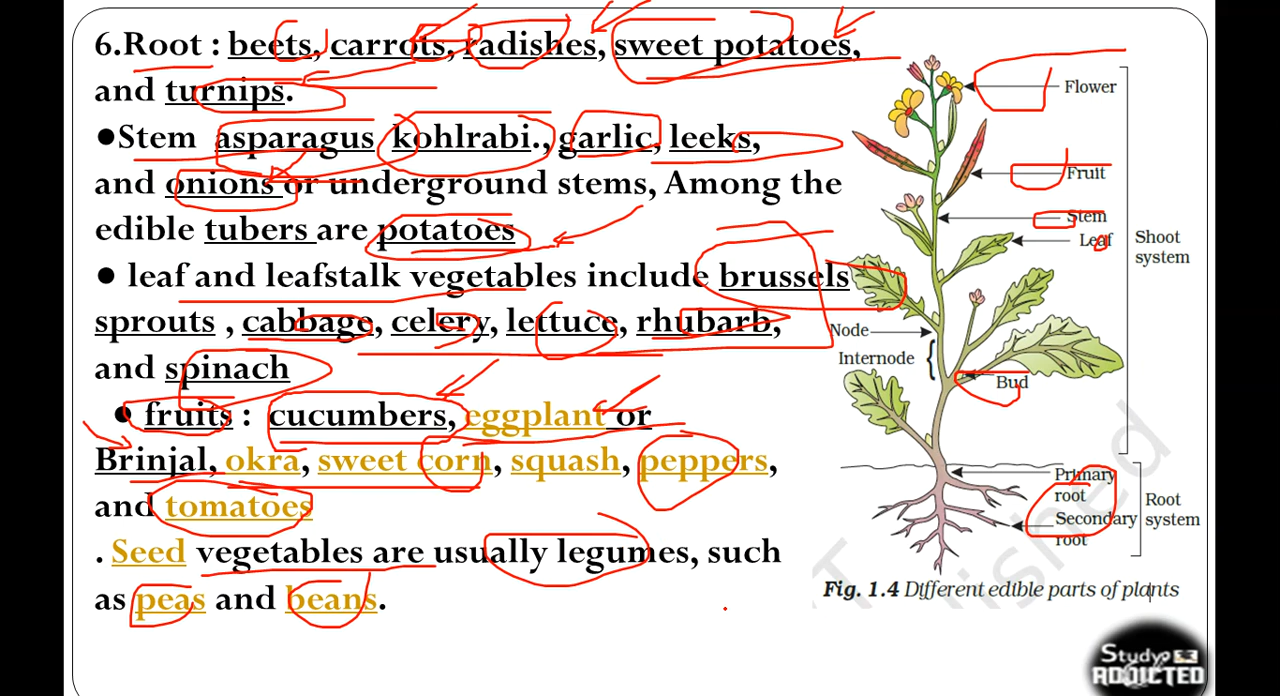 6.Root : beets, carrots, radishes, sweet potatoes,
and turnips.
●Stem asparagus kohlrabi., garlic, leeks,
and onions or underground stems, Among the
edible tubers are potatoes
● leaf and leafstalk vegetables include brussels
sprouts , cabbage, celery, lettuce, rhubarb,
and spinach
● fruits : cucumbers, eggplant or
Brinjal, okra, sweet corn, squash, peppers,
and tomatoes
. Seed vegetables are usually legumes, such
as peas and beans.
Flower
Fruit
Stem
Leaf
Shoot
system
Node
Internode
Bud
Primary
root
Secondary
root
Root
system
Fig. 1.4 Different edible parts of plants
Study
ADDICTED